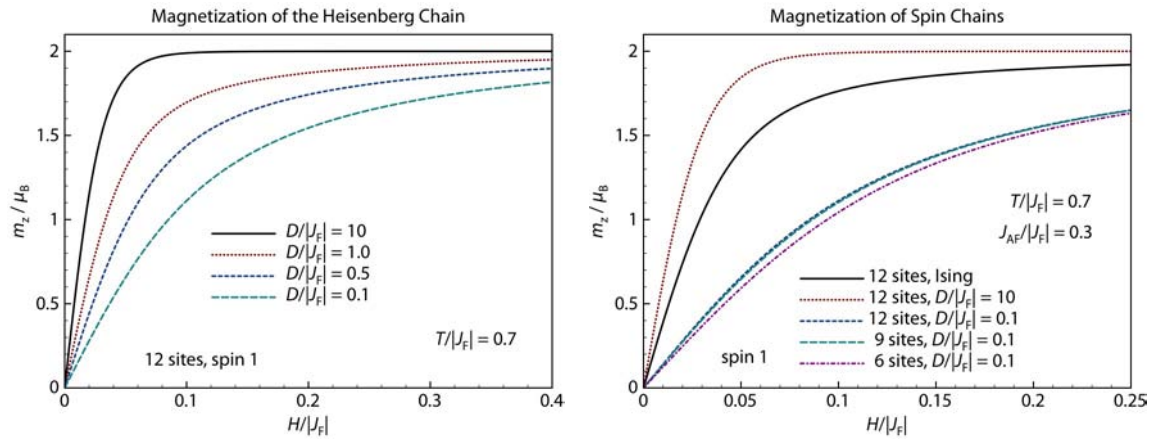 Magnetization of the Heisenberg Chain
2
1.5
1
0.5
0
m_z / μ_B
D/|J_F| = 10
D/|J_F| = 1.0
D/|J_F| = 0.5
D/|J_F| = 0.1
T/|J_F| = 0.7
12 sites, spin 1
0
0.1
0.2
0.3
0.4
H/|J_F|
Magnetization of Spin Chains
2
1.5
1
0.5
0
m_z / μ_B
T/|J_F| = 0.7
J_AF/|J_F| = 0.3
12 sites, Ising
12 sites, D/|J_F| = 10
12 sites, D/|J_F| = 0.1
9 sites, D/|J_F| = 0.1
6 sites, D/|J_F| = 0.1
spin 1
0
0.05
0.1
0.15
0.2
0.25
H/|J_F|